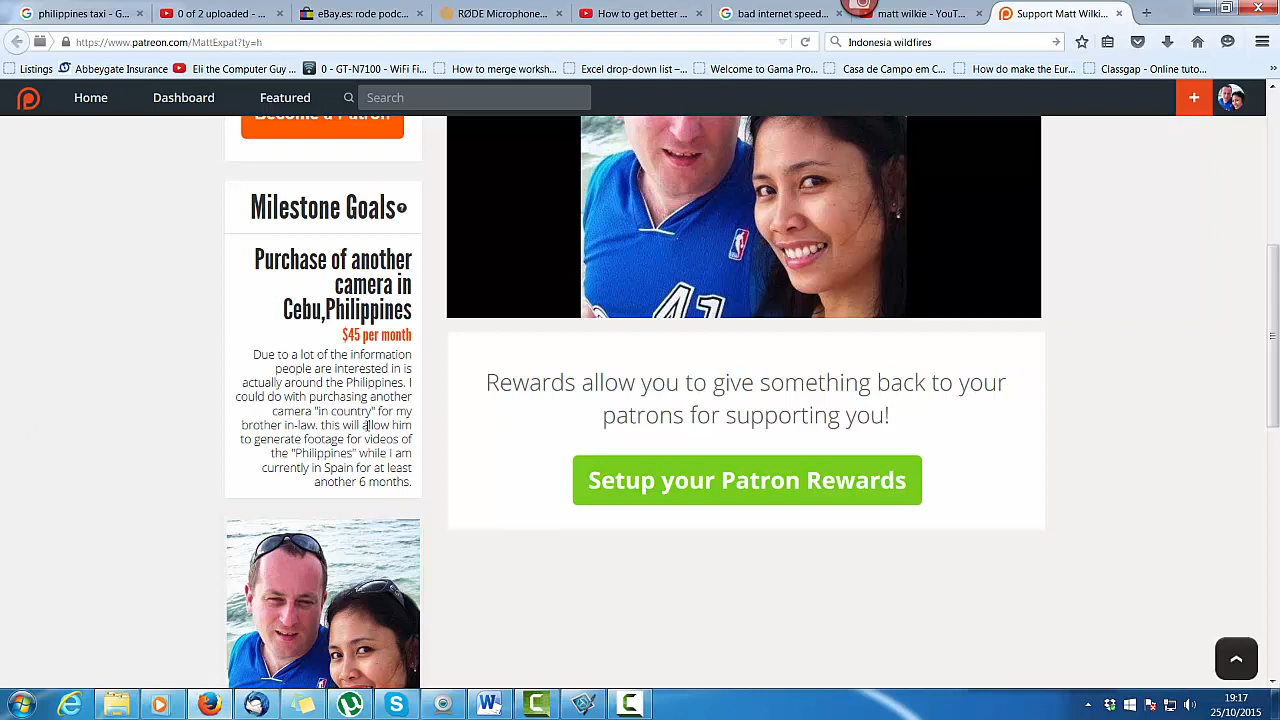 philippines taxi - G...
0 of 2 uploaded - ...
eBay.es: rode podc...
RØDE Microphone...
How to get better ...
bad internet speed...
matt wilkie - YouT...
Support Matt Wilki...
https://www.patreon.com/MattExpat?ty=h
Indonesia wildfires
Listings
Abbeygate Insurance
Eli the Computer Guy ...
0 - GT-N7100 - WiFi Fi...
How to merge worksh...
Excel drop-down list –...
Welcome to Gama Pro...
Casa de Campo em C...
How do make the Eur...
Classgap - Online tuto...
Home
Dashboard
Featured
Search
Become a Patron
Milestone Goals
Purchase of another
camera in
Cebu,Philippines
$45 per month
Due to a lot of the information
people are interested in is
actually around the Philippines. I
could do with purchasing another
camera "in country" for my
brother in-law. this will allow him
to generate footage for videos of
the "Philippines" while I am
currently in Spain for at least
another 6 months.
41
Rewards allow you to give something back to your
patrons for supporting you!
Setup your Patron Rewards
19:17
25/10/2015